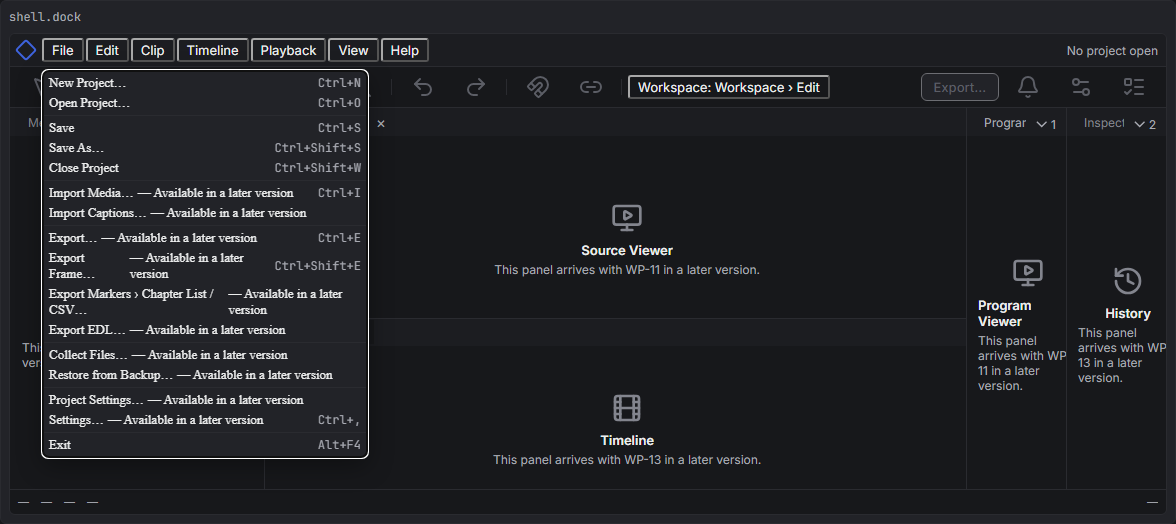 shell.dock
File Edit Clip Timeline Playback View Help
No project open
Workspace: Workspace › Edit
Export...
New Project… Ctrl+N
Open Project… Ctrl+O
Save Ctrl+S
Save As… Ctrl+Shift+S
Close Project Ctrl+Shift+W
Import Media… — Available in a later version Ctrl+I
Import Captions… — Available in a later version
Export… — Available in a later version Ctrl+E
Export Frame… — Available in a later version Ctrl+Shift+E
Export Markers › Chapter List / CSV… — Available in a later version
Export EDL… — Available in a later version
Collect Files… — Available in a later version
Restore from Backup… — Available in a later version
Project Settings… — Available in a later version
Settings… — Available in a later version Ctrl+,
Exit Alt+F4
Source Viewer
This panel arrives with WP-11 in a later version.
Timeline
This panel arrives with WP-13 in a later version.
Prograr 1
Program
Viewer
This panel
arrives with WP-
11 in a later
version.
Inspect 2
History
This panel
arrives with WP-
13 in a later
version.